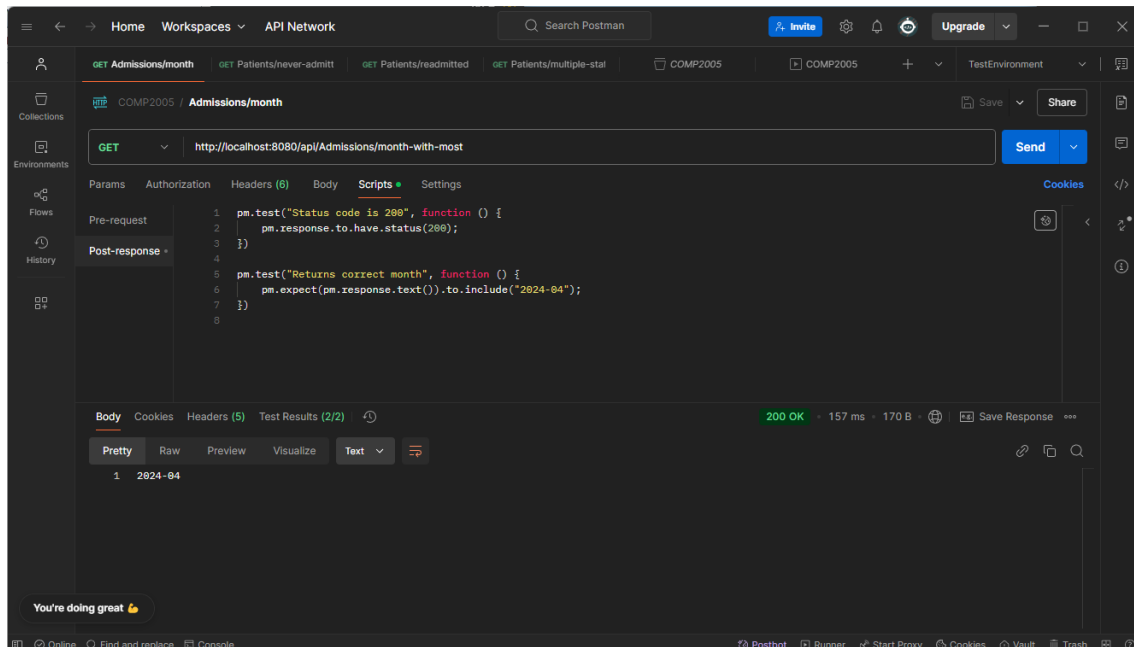 Home Workspaces API Network Search Postman Invite Upgrade
GET Admissions/month GET Patients/never-admitt GET Patients/readmitted GET Patients/multiple-staf COMP2005 COMP2005 TestEnvironment
HTTP COMP2005 / Admissions/month Save Share
Collections
GET http://localhost:8080/api/Admissions/month-with-most Send
Environments
Params Authorization Headers (6) Body Scripts Settings Cookies
Flows
Pre-request
Post-response
History
1 pm.test("Status code is 200", function () {
2 pm.response.to.have.status(200);
3 })
4
5 pm.test("Returns correct month", function () {
6 pm.expect(pm.response.text()).to.include("2024-04");
7 })
8
Body Cookies Headers (5) Test Results (2/2) 200 OK 157 ms 170 B Save Response
Pretty Raw Preview Visualize Text
1 2024-04
You're doing great 💪
Online Find and replace Console Postbot Runner Start Proxy Cookies Vault Trash